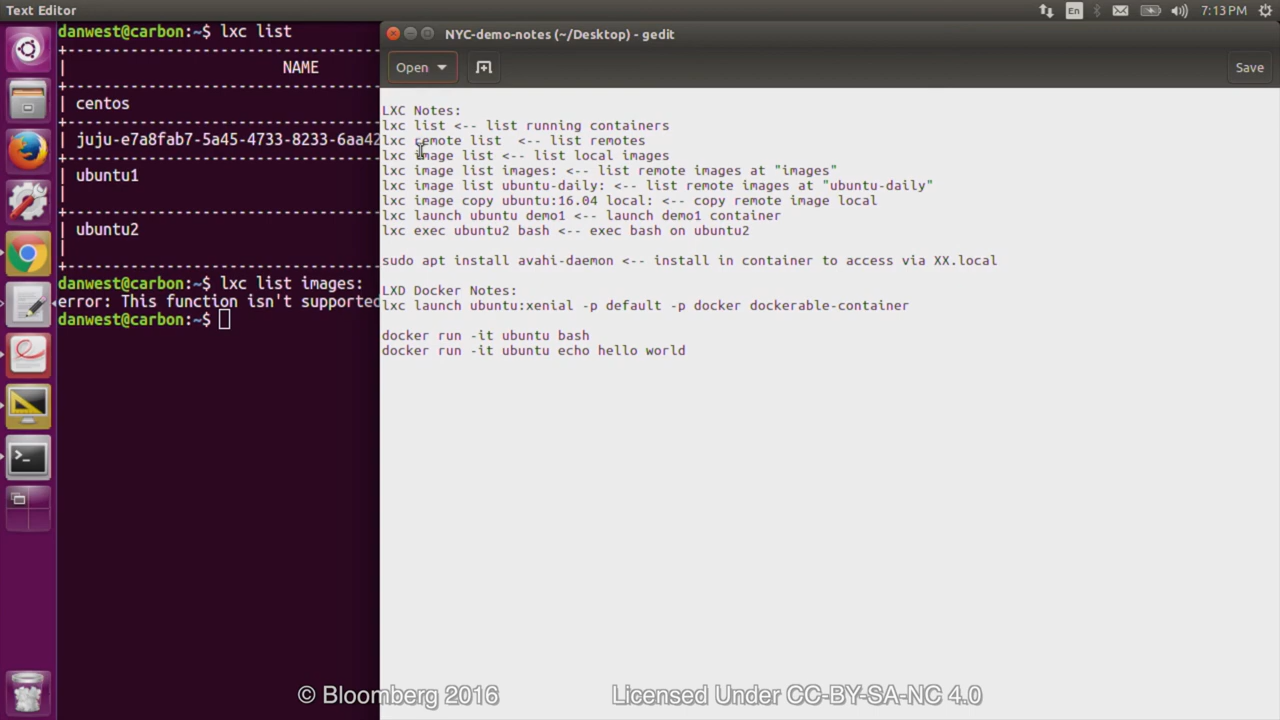 Text Editor
En
7:13 PM
danwest@carbon:~$ lxc list
NAME
centos
juju-e7a8fab7-5a45-4733-8233-6aa42
ubuntu1
ubuntu2
danwest@carbon:~$ lxc list images:
error: This function isn't supported
danwest@carbon:~$
NYC-demo-notes (~/Desktop) - gedit
Open
Save
LXC Notes:
lxc list <-- list running containers
lxc remote list  <-- list remotes
lxc image list <-- list local images
lxc image list images: <-- list remote images at "images"
lxc image list ubuntu-daily: <-- list remote images at "ubuntu-daily"
lxc image copy ubuntu:16.04 local: <-- copy remote image local
lxc launch ubuntu demo1 <-- launch demo1 container
lxc exec ubuntu2 bash <-- exec bash on ubuntu2
sudo apt install avahi-daemon <-- install in container to access via XX.local
LXD Docker Notes:
lxc launch ubuntu:xenial -p default -p docker dockerable-container
docker run -it ubuntu bash
docker run -it ubuntu echo hello world
© Bloomberg 2016
Licensed Under CC-BY-SA-NC 4.0